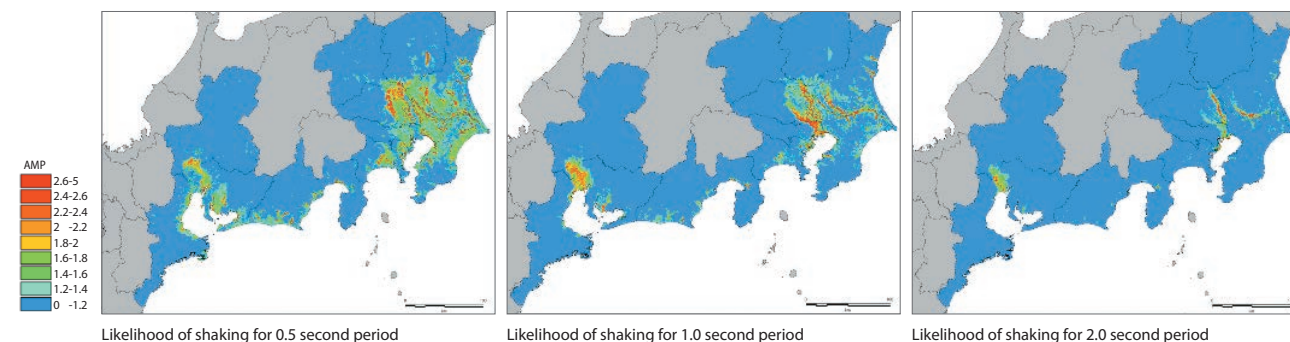 AMP
2.6-5
2.4-2.6
2.2-2.4
2 -2.2
1.8-2
1.6-1.8
1.4-1.6
1.2-1.4
0 -1.2
Likelihood of shaking for 0.5 second period
Likelihood of shaking for 1.0 second period
Likelihood of shaking for 2.0 second period